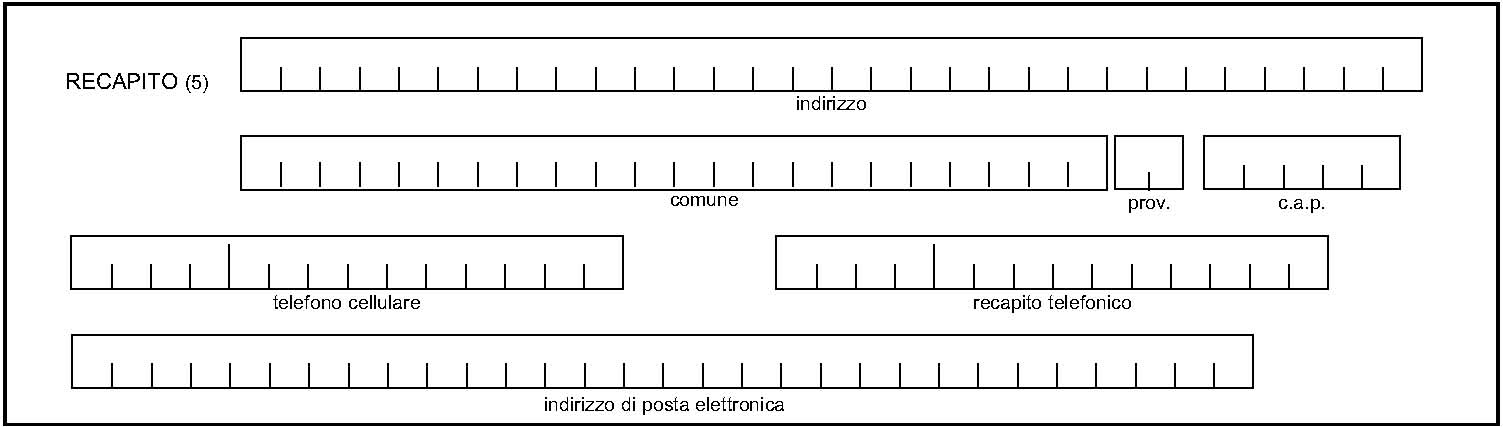 RECAPITO (5)
indirizzo
comune prov. c.a.p.
telefono cellulare recapito telefonico
indirizzo di posta elettronica